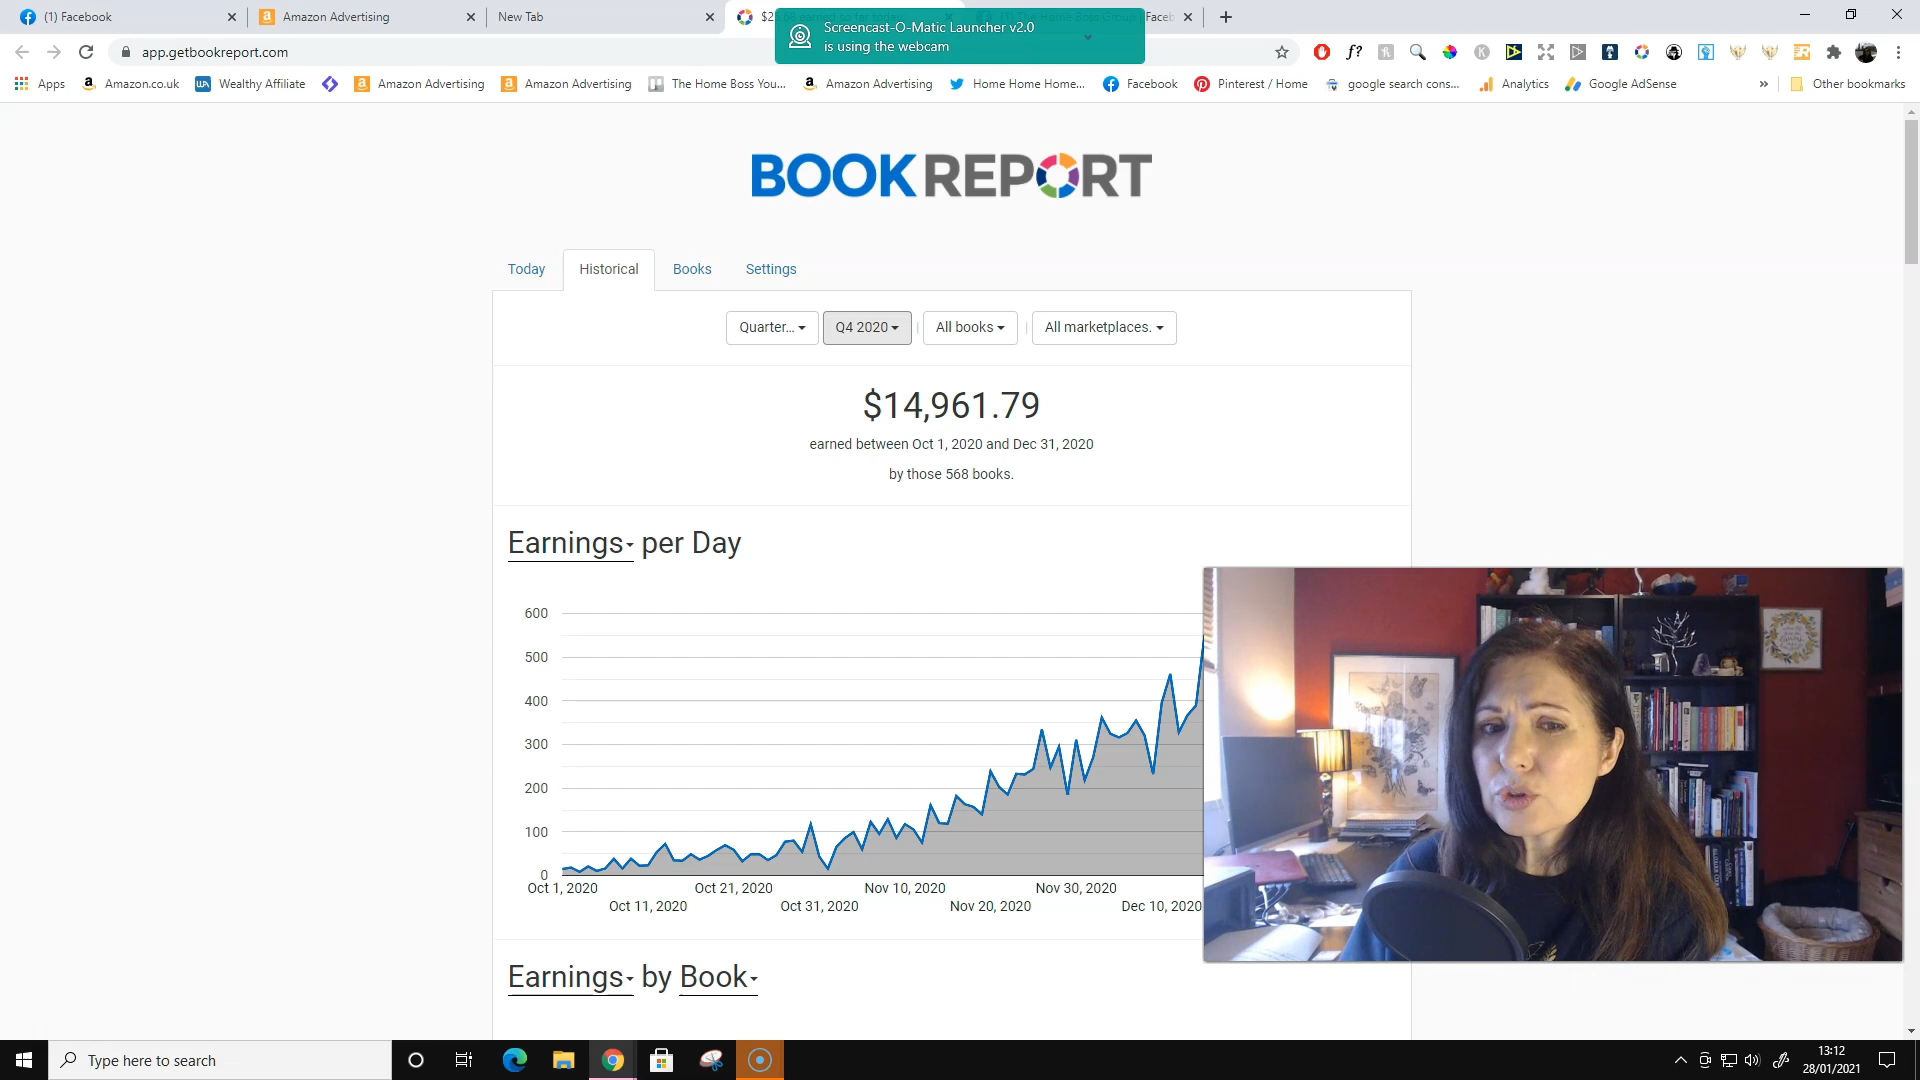 (1) Facebook
Amazon Advertising
New Tab
Screencast-O-Matic Launcher v2.0
is using the webcam
app.getbookreport.com
Apps
Amazon.co.uk
Wealthy Affiliate
Amazon Advertising
Amazon Advertising
The Home Boss You...
Amazon Advertising
Home Home Home...
Facebook
Pinterest / Home
google search cons...
Analytics
Google AdSense
»
Other bookmarks
BOOKREPORT
Today
Historical
Books
Settings
Quarter...
Q4 2020
All books
All marketplaces.
$14,961.79
earned between Oct 1, 2020 and Dec 31, 2020
by those 568 books.
Earnings per Day
600
500
400
300
200
100
0
Oct 1, 2020
Oct 21, 2020
Nov 10, 2020
Nov 30, 2020
Oct 11, 2020
Oct 31, 2020
Nov 20, 2020
Dec 10, 2020
Earnings by Book
Type here to search
13:12
28/01/2021